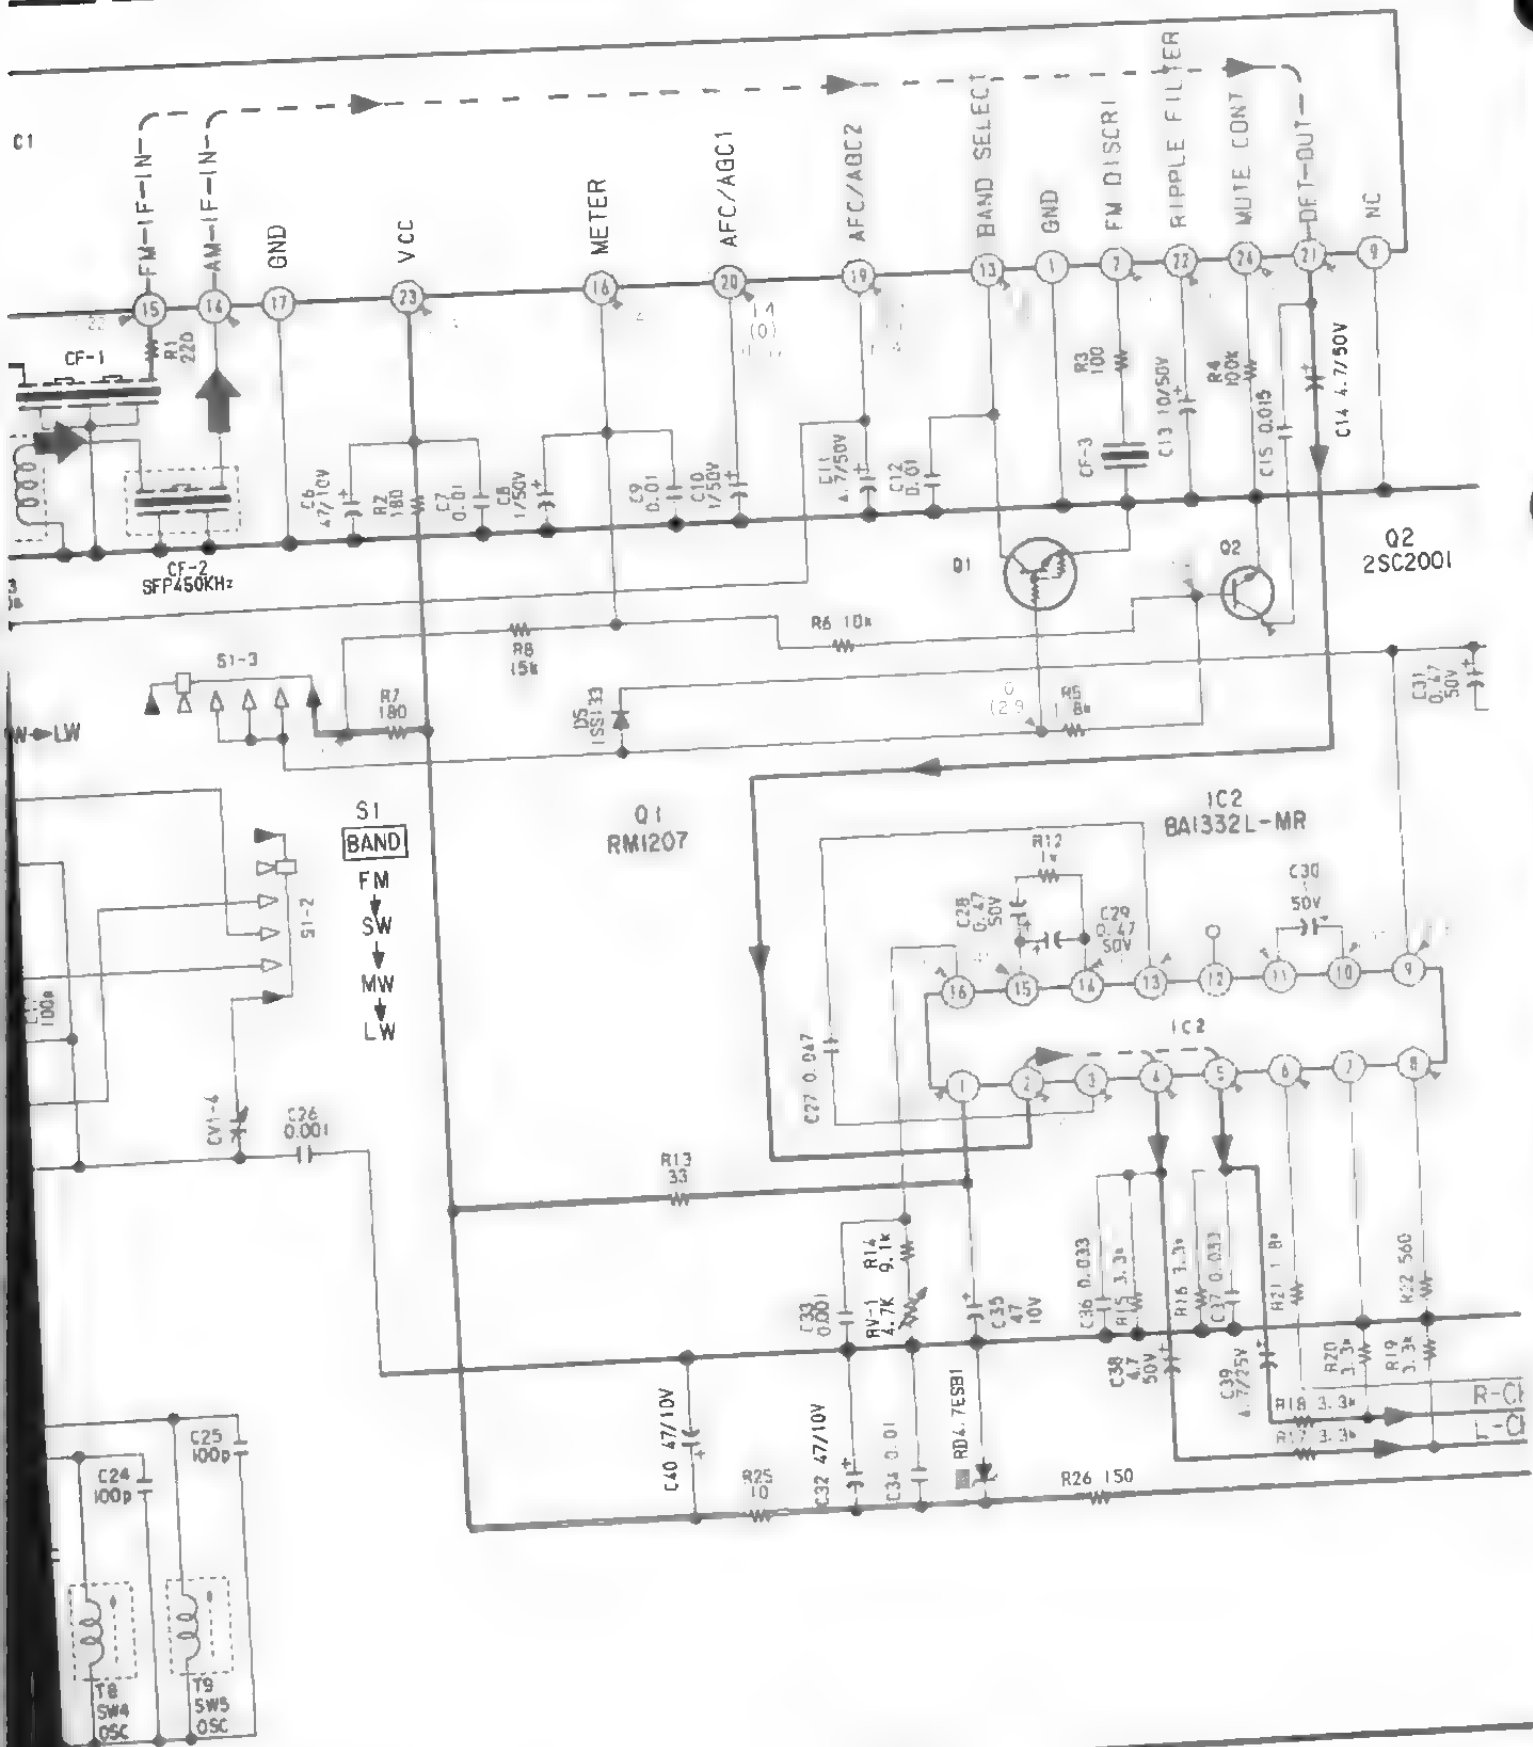 C1
FM-IF-IN
AM-IF-IN
GND
VCC
METER
AFC/AGC1
AFC/AGC2
BAND SELECT
GND
FM DISCRI
RIPPLE FILTER
MUTE CONT
DET-OUT
NC
15
14
17
23
16
20
19
13
1
2
22
24
21
9
(0)
CF-1
R1
220
R3
100
C13 10/50V
R4
100k
C15 0.015
C14 4.7/50V
CF-3
C6
47/10V
R2
180
C7
0.01
C8
1/50V
C9
0.01
C10
1/50V
C11
4.7/50V
C12
0.01
CF-2
SFP450KHz
Q1
Q2
Q2
2SC2001
R6 10k
R8
15k
S1-3
R7
180
D5
1SS133
R5
C31
0.47
50V
W→LW
S1
BAND
FM
SW
MW
LW
Q1
RM1207
IC2
BA1332L-MR
R12
1k
C28
0.47
50V
C29
0.47
50V
C30
1
50V
S1-2
16
15
14
13
12
11
10
9
IC2
1
2
3
4
5
6
7
8
100p
C27 0.047
CV1-4
C26
0.001
R13
33
C33
0.001
R14
9.1k
RV-1
4.7K
C35
47
10V
C36 0.033
R15 3.3k
R16 3.3k
C37 0.033
R21 1.8k
R22 560
C38
4.7
50V
C39
4.7/25V
R20
3.3k
R19
3.3k
R18 3.3k
R17 3.3k
C40 47/10V
C32 47/10V
C34 0.01
RD4.7ESB1
R25
10
R26 150
C25
100p
C24
100p
T8
SW4
OSC
T9
SW5
OSC